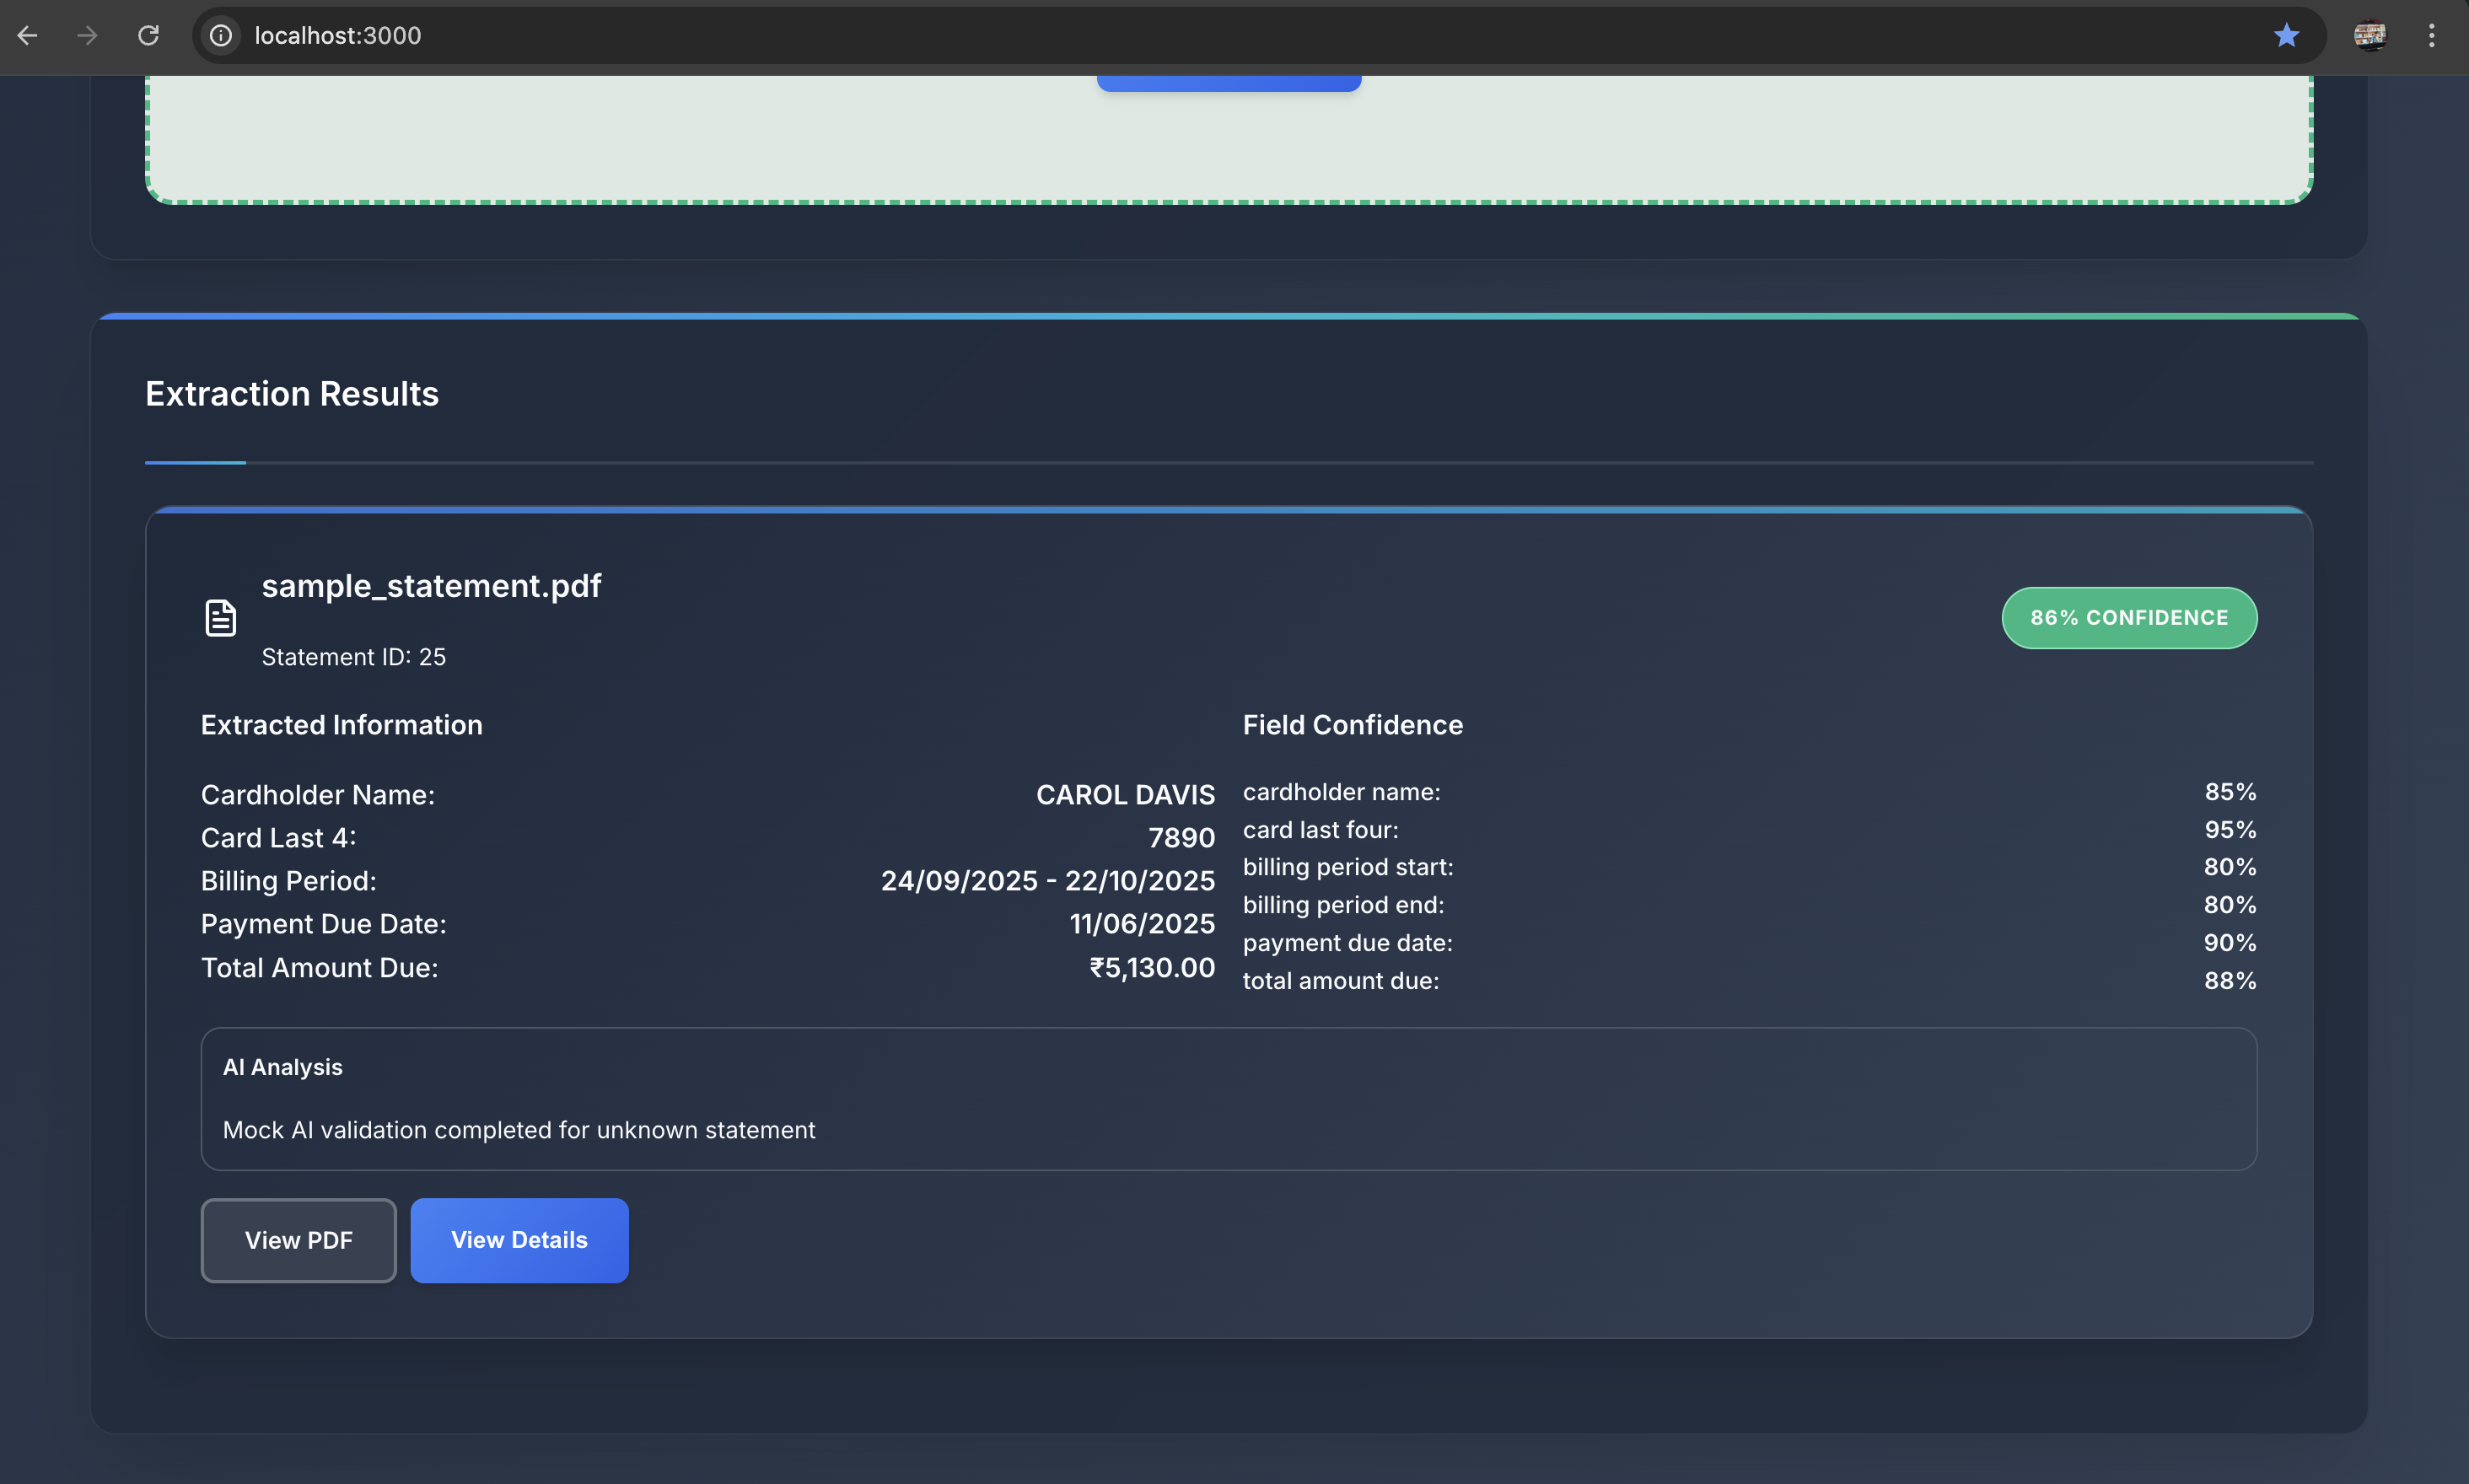 localhost:3000
Extraction Results
sample_statement.pdf
Statement ID: 25
86% CONFIDENCE
Extracted Information
Cardholder Name: CAROL DAVIS
Card Last 4: 7890
Billing Period: 24/09/2025 - 22/10/2025
Payment Due Date: 11/06/2025
Total Amount Due: ₹5,130.00
Field Confidence
cardholder name: 85%
card last four: 95%
billing period start: 80%
billing period end: 80%
payment due date: 90%
total amount due: 88%
AI Analysis
Mock AI validation completed for unknown statement
View PDF
View Details